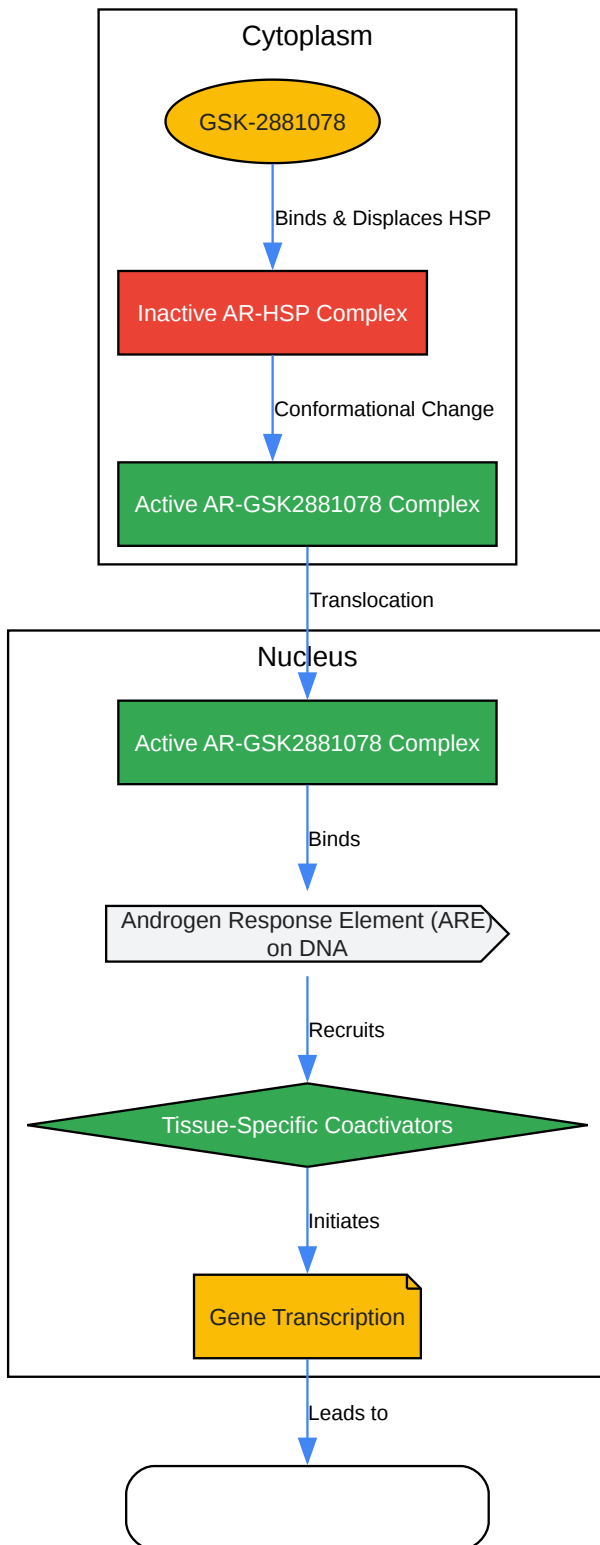 Cytoplasm
GSK-2881078
Binds & Displaces HSP
Inactive AR-HSP Complex
Conformational Change
Active AR-GSK2881078 Complex
Translocation
Nucleus
Active AR-GSK2881078 Complex
Binds
Androgen Response Element (ARE)
on DNA
Recruits
Tissue-Specific Coactivators
Initiates
Gene Transcription
Leads to